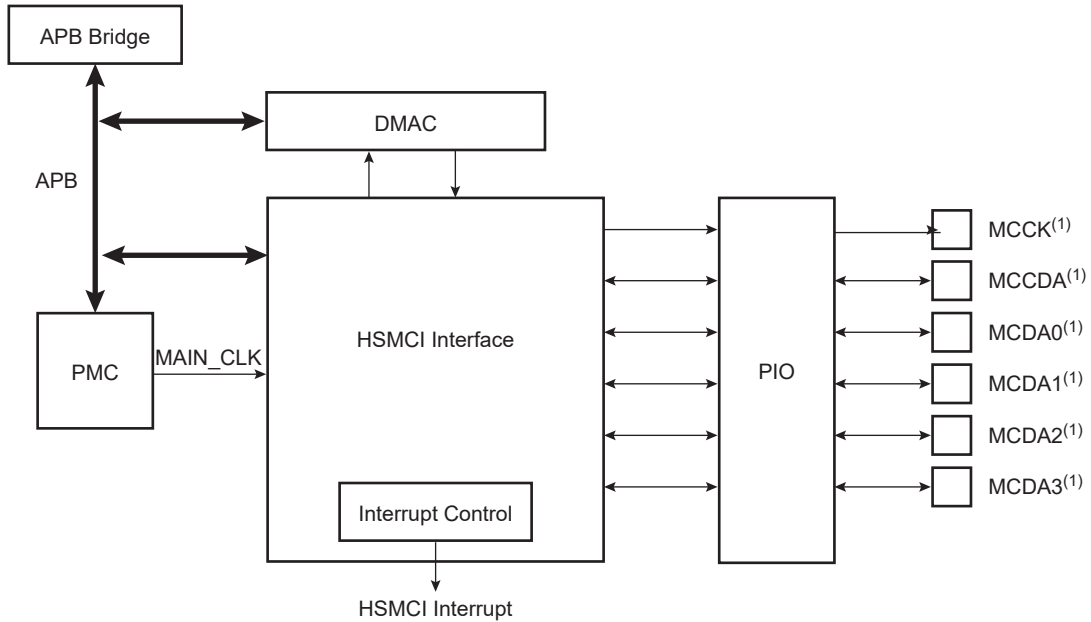 APB Bridge
DMAC
APB
MCCK(1)
MCCDA(1)
HSMCI Interface
MCDA0(1)
MAIN_CLK
PMC
PIO
MCDA1(1)
MCDA2(1)
MCDA3(1)
Interrupt Control
HSMCI Interrupt